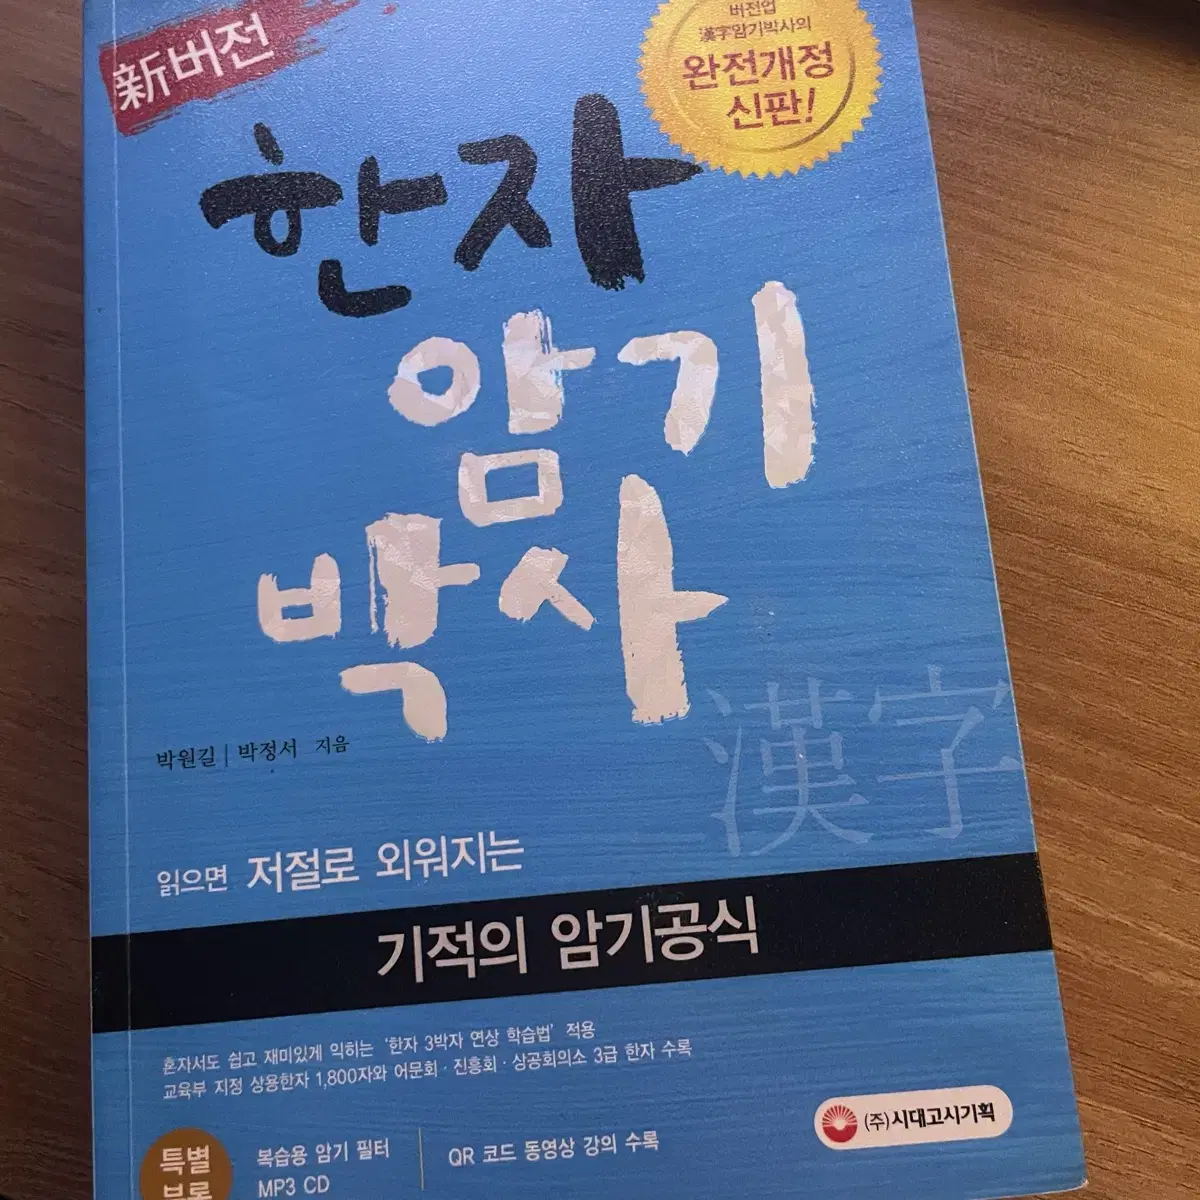 新버전
버전업
漢字암기박사의
완전개정
신판!
한자
암기
박사
漢字
박원길 | 박정서 지음
읽으면 저절로 외워지는
기적의 암기공식
혼자서도 쉽고 재미있게 익히는 '한자 3박자 연상 학습법' 적용
교육부 지정 상용한자 1,800자와 어문회·진흥회·상공회의소 3급 한자 수록
(주)시대고시기획
특별
부록
복습용 암기 필터
MP3 CD
QR 코드 동영상 강의 수록